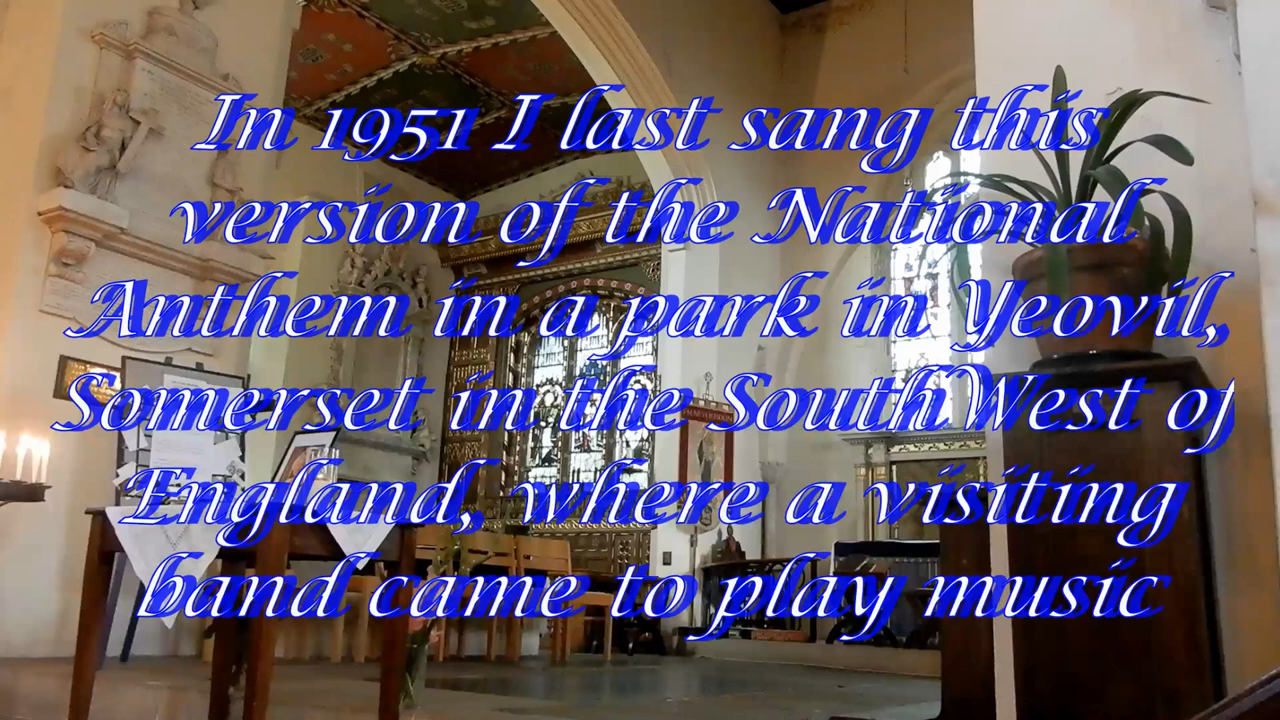 In 1951 I last sang this
version of the National
Anthem in a park in Yeovil,
Somerset in the South West of
England, where a visiting
band came to play music